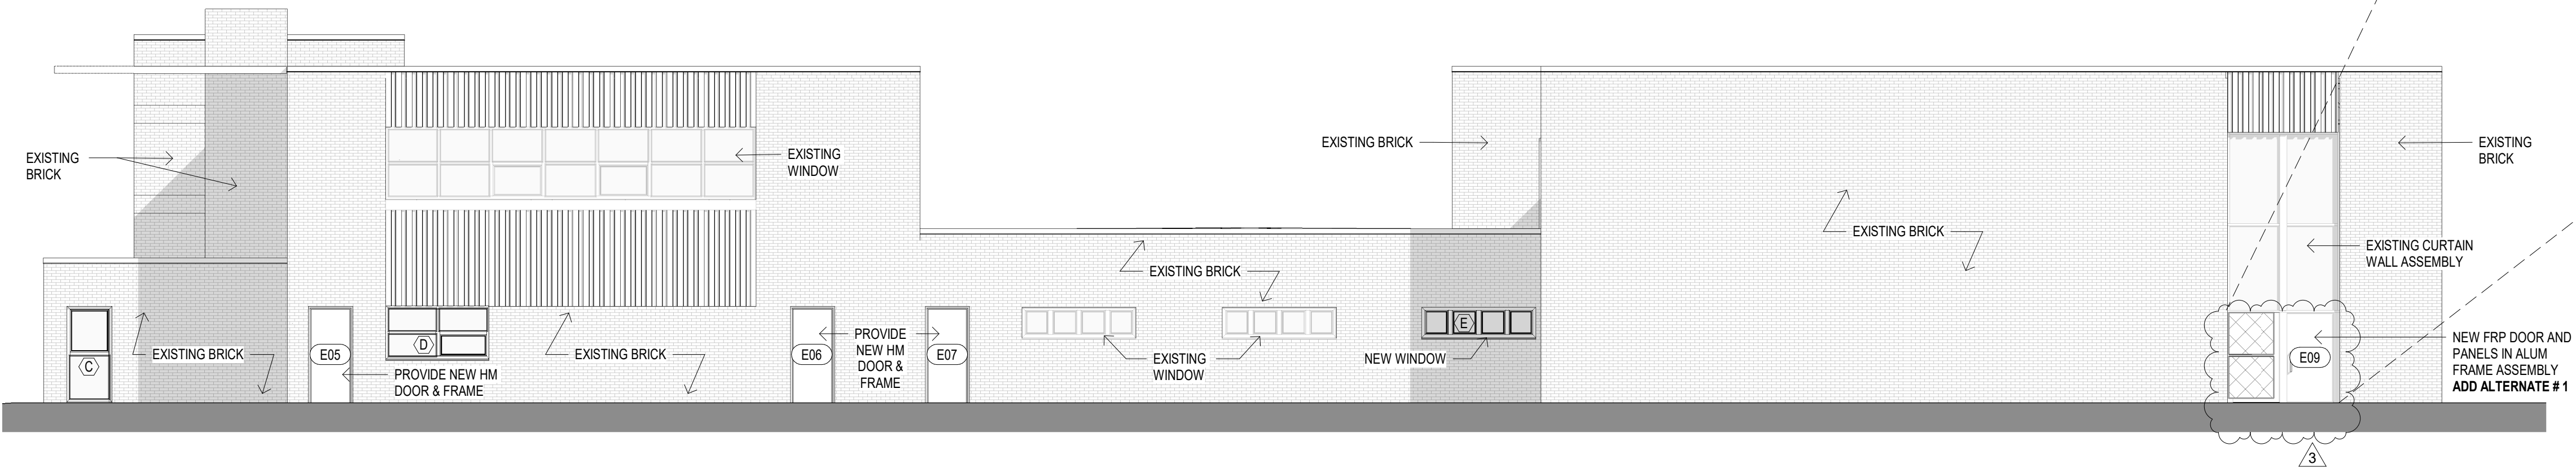 EXISTING
BRICK
C
EXISTING BRICK
E05
PROVIDE NEW HM
DOOR & FRAME
D
EXISTING
WINDOW
EXISTING BRICK
E06
PROVIDE
NEW HM
DOOR &
FRAME
E07
EXISTING BRICK
EXISTING
WINDOW
EXISTING BRICK
NEW WINDOW
E
EXISTING BRICK
EXISTING
BRICK
EXISTING CURTAIN
WALL ASSEMBLY
E09
NEW FRP DOOR AND
PANELS IN ALUM
FRAME ASSEMBLY
ADD ALTERNATE # 1
3